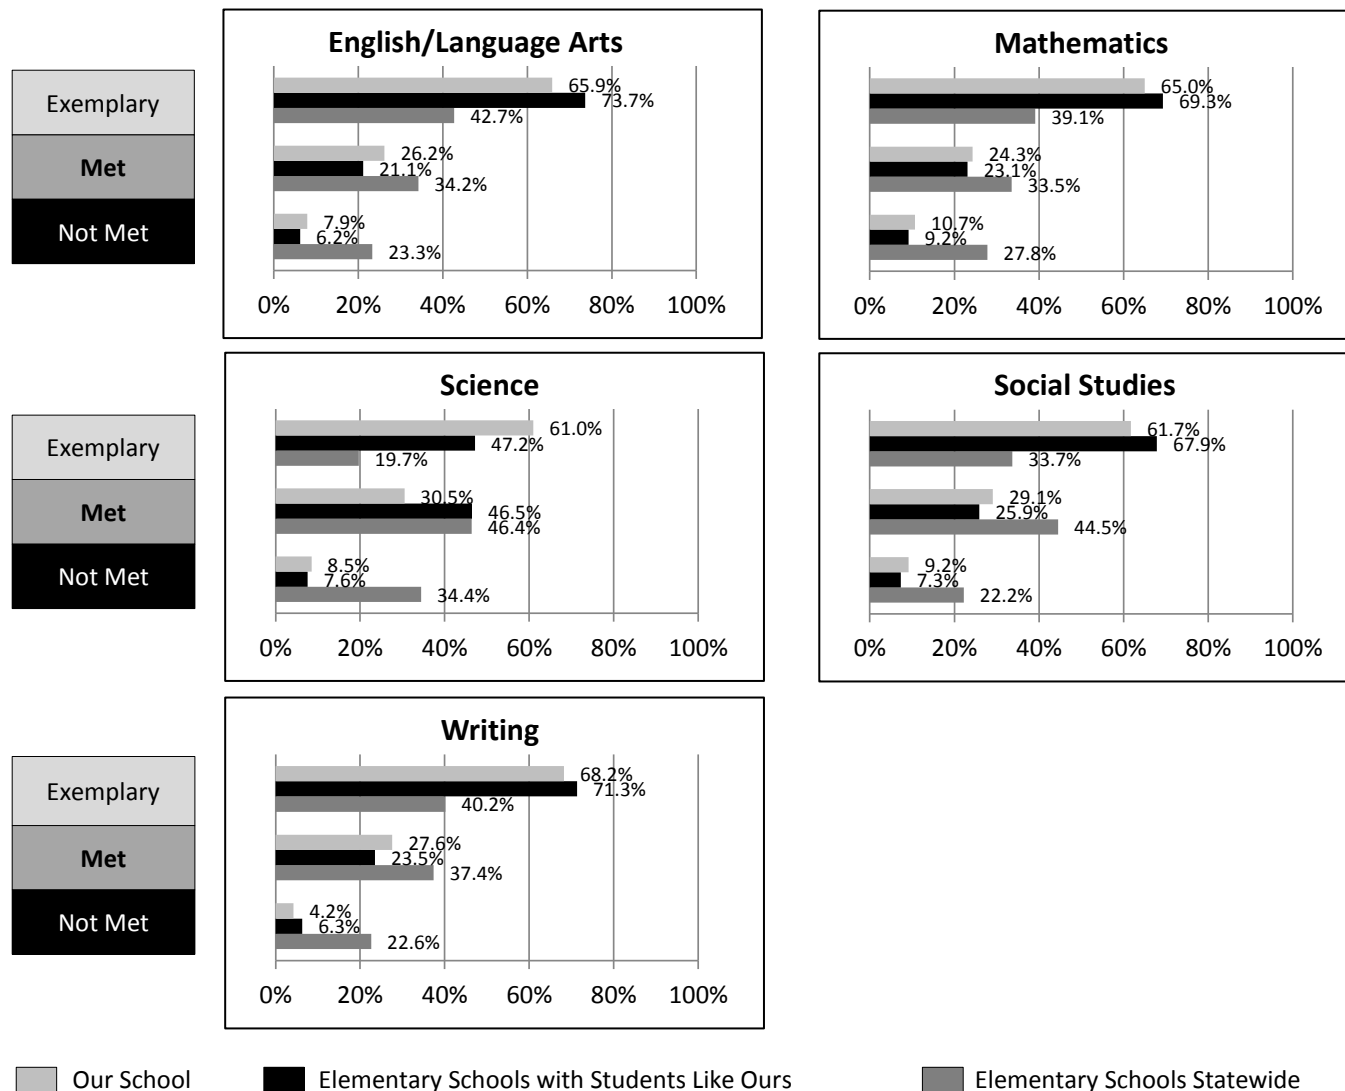 English/Language Arts
Exemplary
Met
Not Met
65.9%
73.7%
42.7%
26.2%
21.1%
34.2%
7.9%
6.2%
23.3%
0% 20% 40% 60% 80% 100%
Mathematics
65.0%
69.3%
39.1%
24.3%
23.1%
33.5%
10.7%
9.2%
27.8%
0% 20% 40% 60% 80% 100%
Science
Exemplary
Met
Not Met
61.0%
47.2%
19.7%
30.5%
46.5%
46.4%
8.5%
7.6%
34.4%
0% 20% 40% 60% 80% 100%
Social Studies
61.7%
67.9%
33.7%
29.1%
25.9%
44.5%
9.2%
7.3%
22.2%
0% 20% 40% 60% 80% 100%
Writing
Exemplary
Met
Not Met
68.2%
71.3%
40.2%
27.6%
23.5%
37.4%
4.2%
6.3%
22.6%
0% 20% 40% 60% 80% 100%
Our School Elementary Schools with Students Like Ours Elementary Schools Statewide